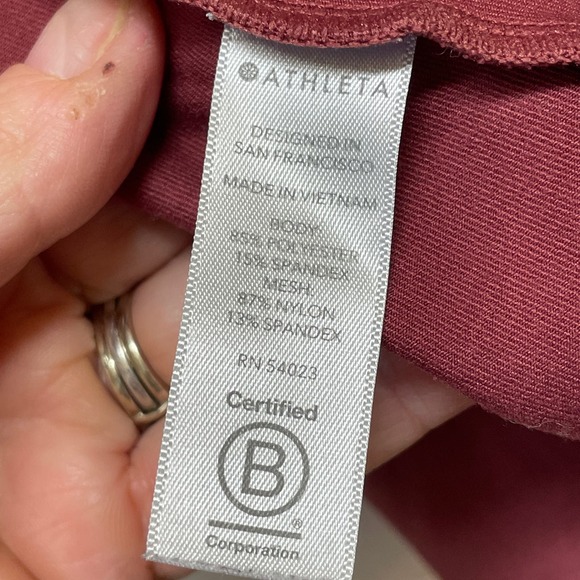 ATHLETA
DESIGNED IN
SAN FRANCISCO
MADE IN VIETNAM
BODY:
85% POLYESTER
15% SPANDEX
MESH:
87% NYLON
13% SPANDEX
RN 54023
Certified
B
®
Corporation